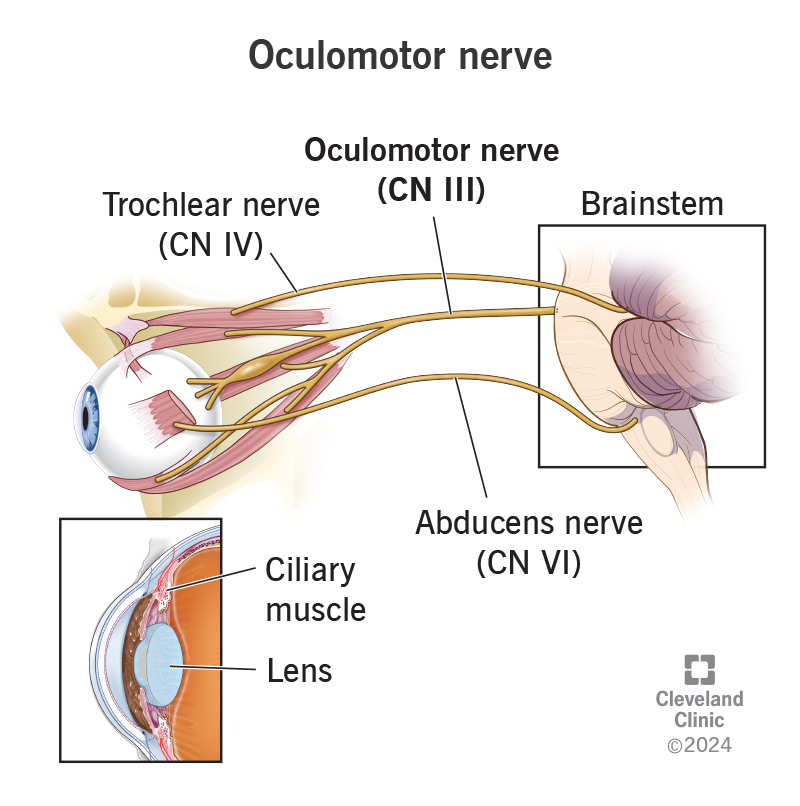 Oculomotor nerve
Oculomotor nerve
(CN III)
Trochlear nerve
(CN IV)
Brainstem
Abducens nerve
(CN VI)
Ciliary
muscle
Lens
Cleveland
Clinic
©2024